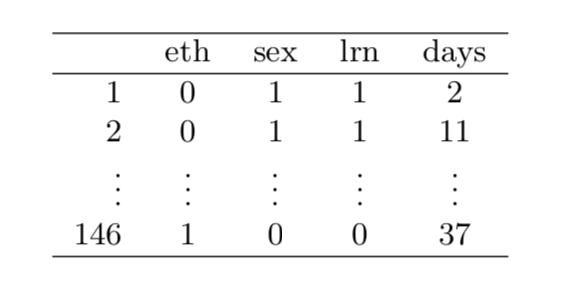 eth sex lrn days
1 0 1 1 2
2 0 1 1 11
⋮ ⋮ ⋮ ⋮ ⋮
146 1 0 0 37